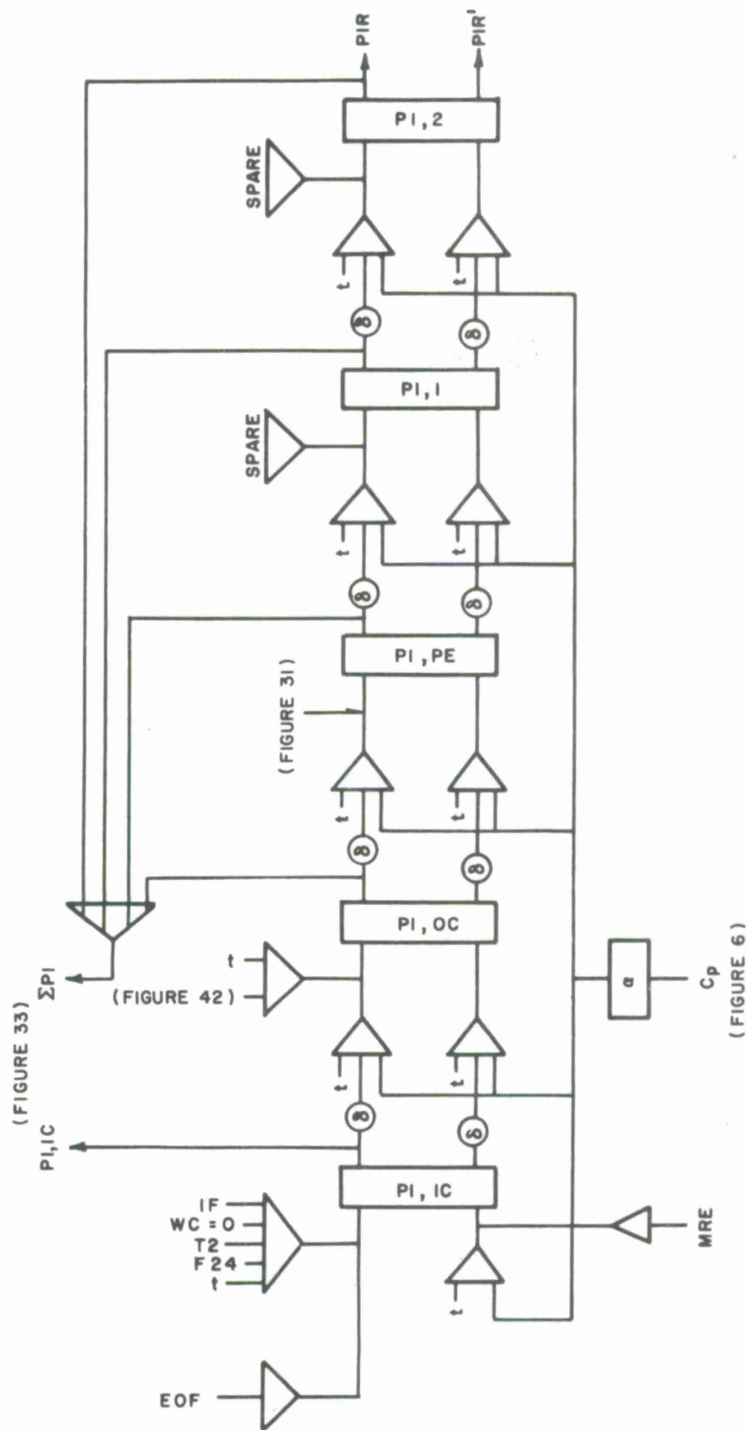 (FIGURE 33)
PI,IC
ΣPI
EOF
IF
WC = 0
T2
F24
t
(FIGURE 42)
t
(FIGURE 31)
SPARE
SPARE
t
δ
t
δ
t
δ
t
δ
PIR
PI,IC
PI,OC
PI,PE
PI,1
PI,2
t
t
δ
t
δ
t
δ
t
δ
PIR'
MRE
α
Cp
(FIGURE 6)